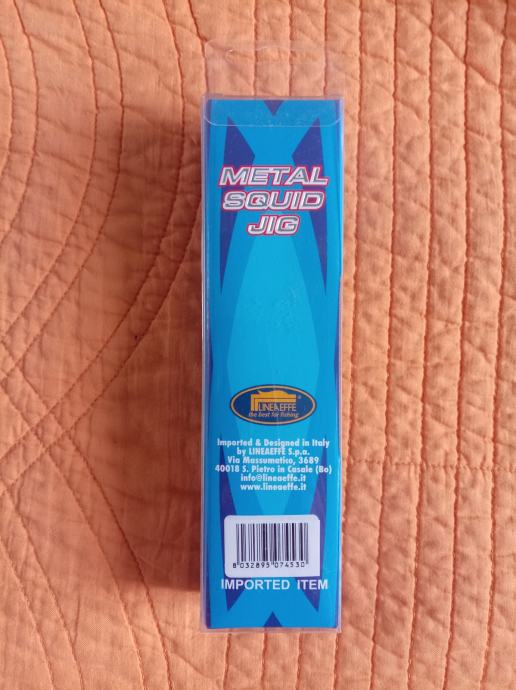 METAL
SQUID
JIG
LINEAEFFE®
the best for fishing
Imported & Designed in Italy
by LINEAEFFE S.p.a.
Via Massumatico, 3689
40018 S. Pietro in Casale (Bo)
info@lineaeffe.it
www.lineaeffe.it
8 032895 074530
IMPORTED ITEM